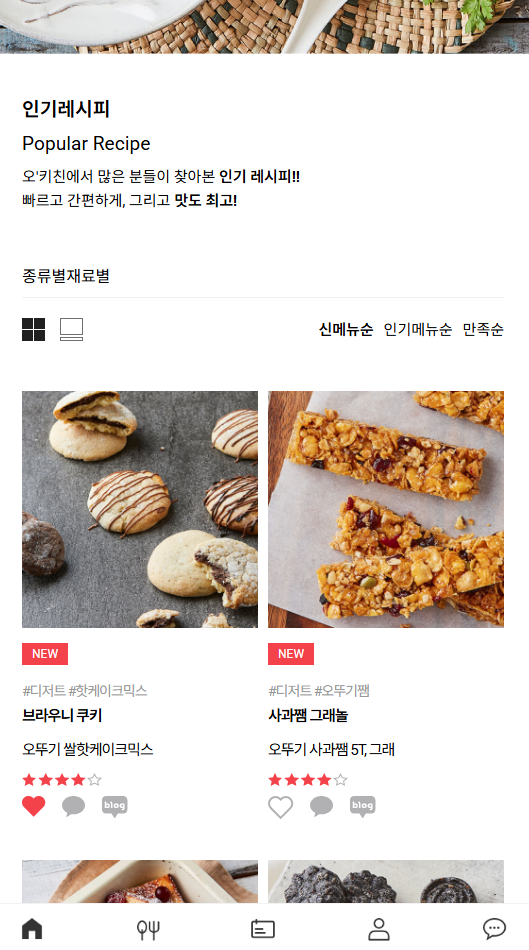 인기레시피
Popular Recipe
오'키친에서 많은 분들이 찾아본 인기 레시피!!
빠르고 간편하게, 그리고 맛도 최고!
종류별재료별
신메뉴순 인기메뉴순 만족순
NEW
#디저트 #핫케이크믹스
브라우니 쿠키
오뚜기 쌀핫케이크믹스
blog
NEW
#디저트 #오뚜기쨈
사과쨈 그래놀
오뚜기 사과쨈 5T, 그래
blog